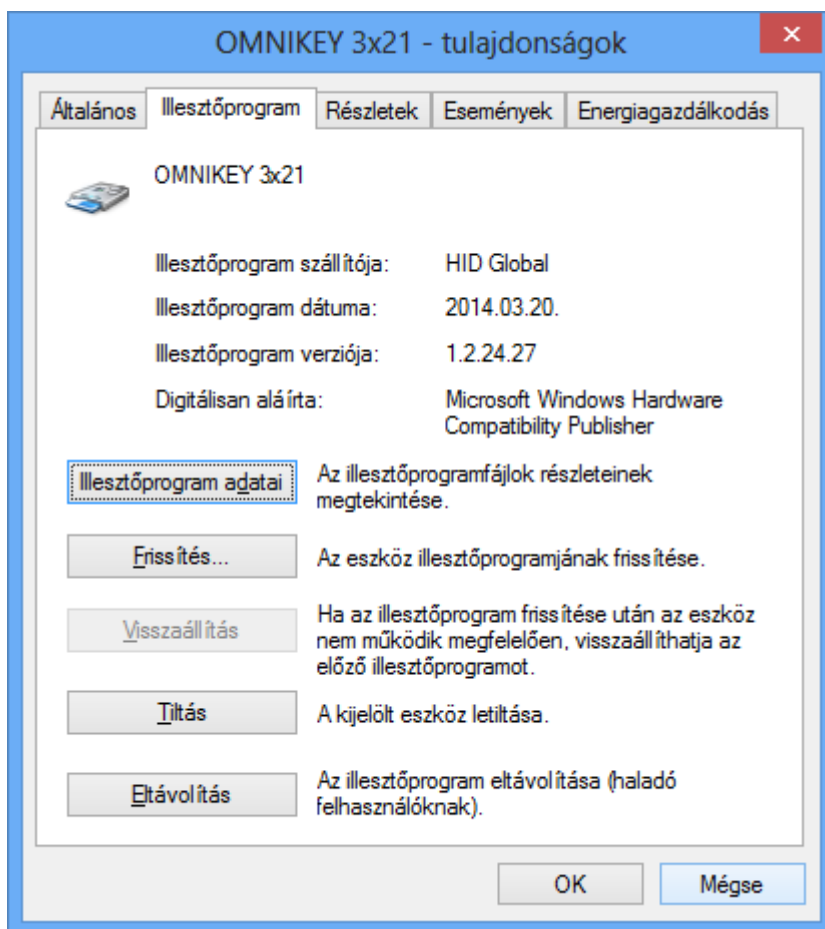 OMNIKEY 3x21 - tulajdonságok
Általános Illesztőprogram Részletek Események Energiagazdálkodás
OMNIKEY 3x21
Illesztőprogram szállítója: HID Global
Illesztőprogram dátuma: 2014.03.20.
Illesztőprogram verziója: 1.2.24.27
Digitálisan aláírta: Microsoft Windows Hardware
Compatibility Publisher
Illesztőprogram adatai
Az illesztőprogramfájlok részleteinek
megtekintése.
Frissítés...
Az eszköz illesztőprogramjának frissítése.
Visszaállítás
Ha az illesztőprogram frissítése után az eszköz
nem működik megfelelően, visszaállíthatja az
előző illesztőprogramot.
Tiltás
A kijelölt eszköz letiltása.
Eltávolítás
Az illesztőprogram eltávolítása (haladó
felhasználóknak).
OK Mégse